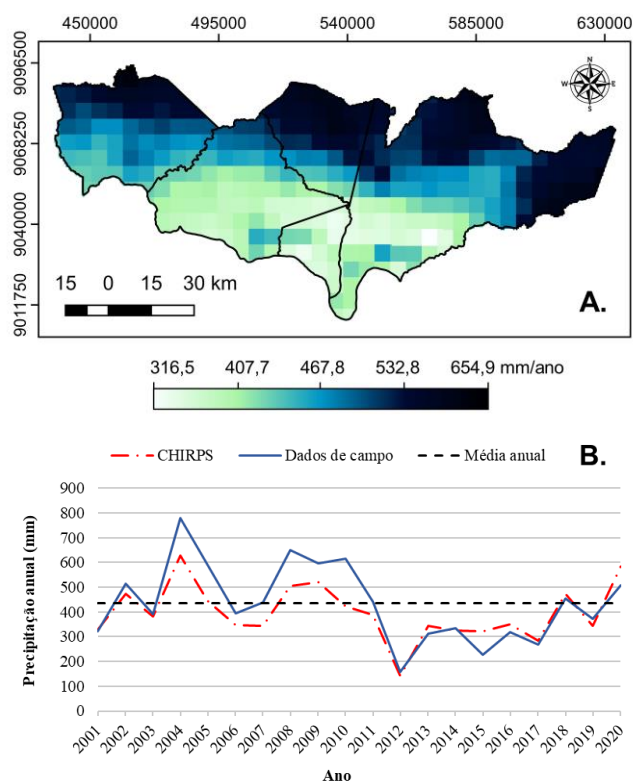 450000 495000 540000 585000 630000
9096500
N
W E
S
9068250
9040000
9011750
15 0 15 30 km
A.
316,5 407,7 467,8 532,8 654,9 mm/ano
B.
CHIRPS Dados de campo Média anual
Precipitação anual (mm)
900
800
700
600
500
400
300
200
100
0
2001 2002 2003 2004 2005 2006 2007 2008 2009 2010 2011 2012 2013 2014 2015 2016 2017 2018 2019 2020
Ano